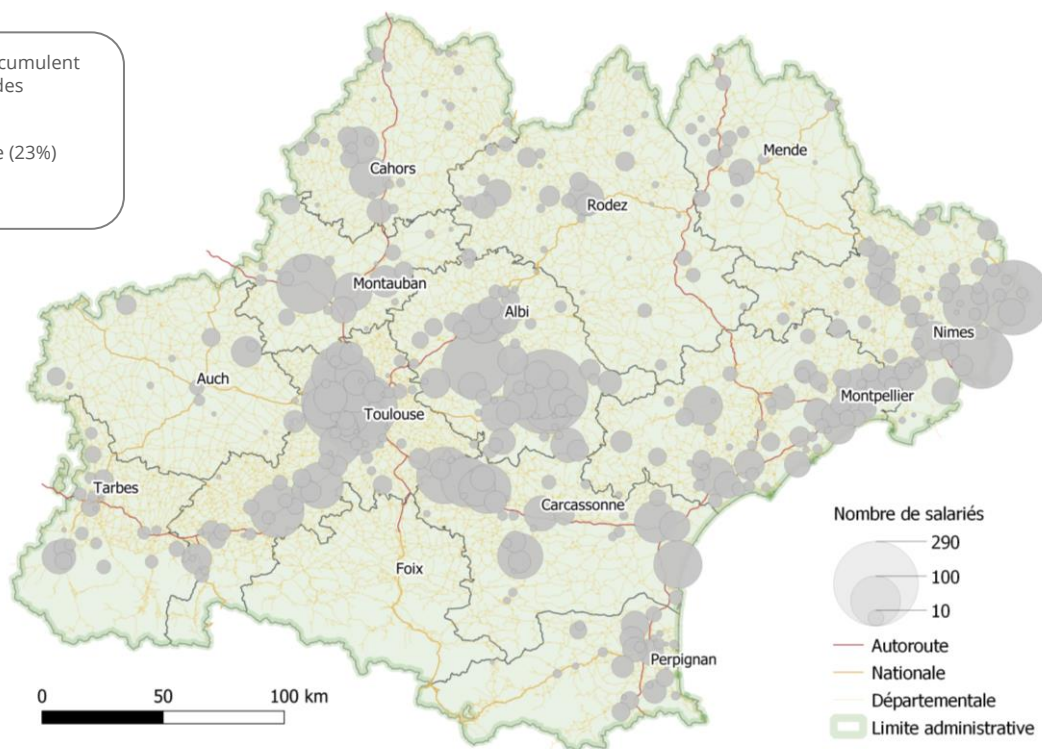 cumulent
des
e (23%)
Cahors
Mende
Rodez
Montauban
Albi
Nimes
Auch
Montpellier
Toulouse
Tarbes
Carcassonne
Foix
Perpignan
Nombre de salariés
290
100
10
Autoroute
Nationale
Départementale
Limite administrative
0 50 100 km